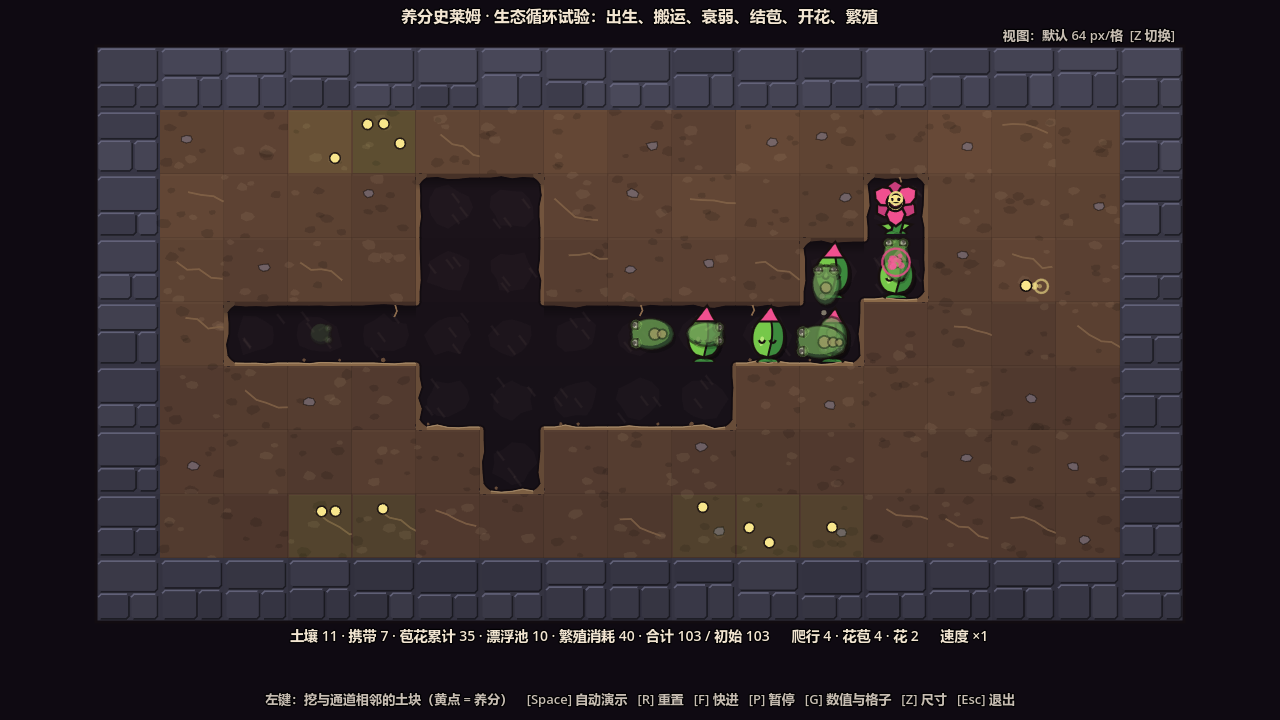 养分史莱姆 · 生态循环试验：出生、搬运、衰弱、结苞、开花、繁殖
视图：默认 64 px/格 [Z 切换]
土壤 11 · 携带 7 · 苞花累计 35 · 漂浮池 10 · 繁殖消耗 40 · 合计 103 / 初始 103 爬行 4 · 花苞 4 · 花 2 速度 ×1
左键：挖与通道相邻的土块（黄点 = 养分） [Space] 自动演示 [R] 重置 [F] 快进 [P] 暂停 [G] 数值与格子 [Z] 尺寸 [Esc] 退出